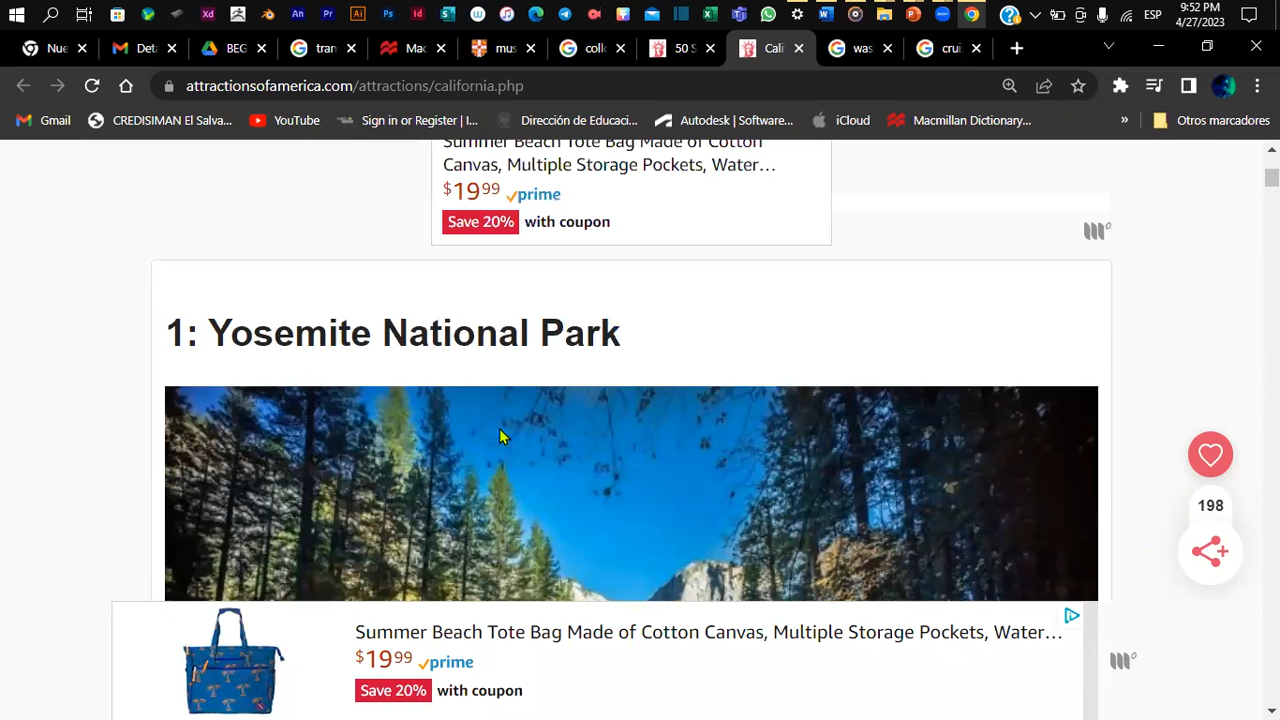 ESP
9:52 PM
4/27/2023
Deta
BEG
tran
Mac
mus
colle
50 S
Cali
was
crui
attractionsofamerica.com/attractions/california.php
Gmail
CREDISIMAN El Salva...
YouTube
Sign in or Register | I...
Dirección de Educaci...
Autodesk | Software...
iCloud
Macmillan Dictionary...
»
Otros marcadores
Summer Beach Tote Bag Made of Cotton
Canvas, Multiple Storage Pockets, Water...
$19 99 prime
Save 20% with coupon
1: Yosemite National Park
198
Summer Beach Tote Bag Made of Cotton Canvas, Multiple Storage Pockets, Water...
$19 99 prime
Save 20% with coupon